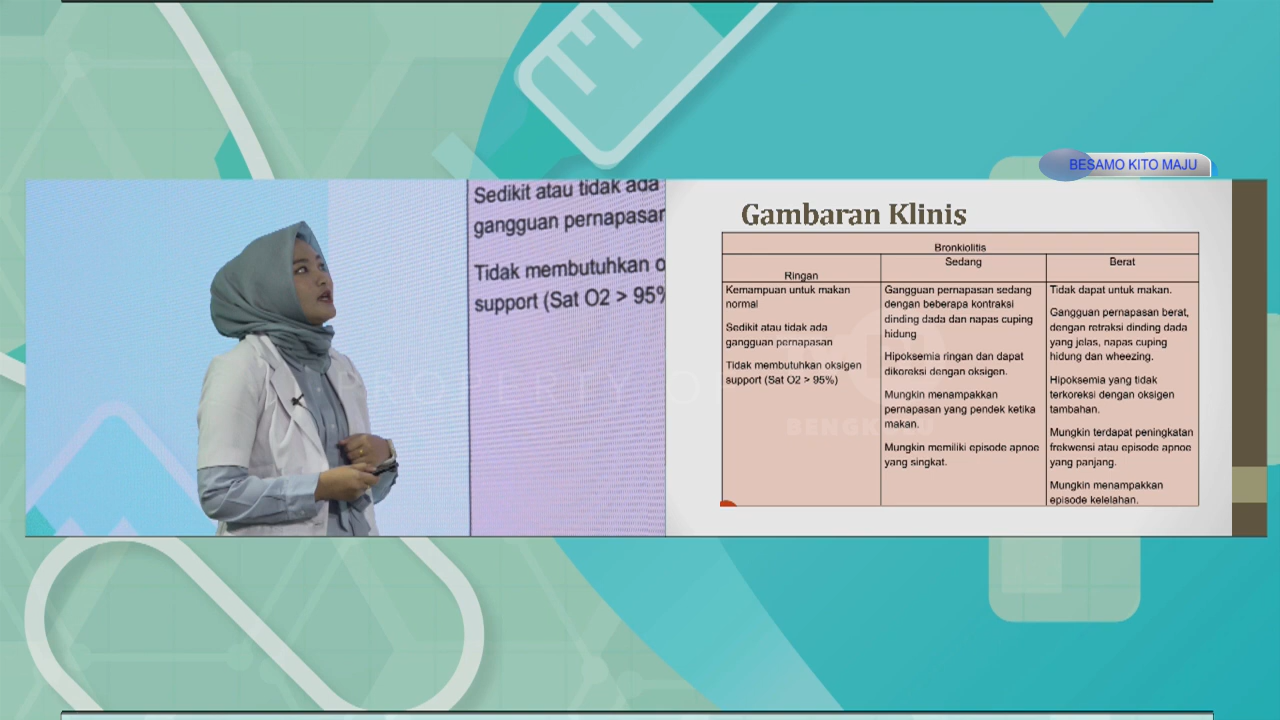 BESAMO KITO MAJU
Sedikit atau tidak ada
gangguan pernapasan
Tidak membutuhkan o
support (Sat O2 > 95%
Gambaran Klinis
Bronkiolitis
Ringan
Sedang
Berat
Kemampuan untuk makan
normal
Sedikit atau tidak ada
gangguan pernapasan
Tidak membutuhkan oksigen
support (Sat O2 > 95%)
Gangguan pernapasan sedang
dengan beberapa kontraksi
dinding dada dan napas cuping
hidung
Hipoksemia ringan dan dapat
dikoreksi dengan oksigen.
Mungkin menampakkan
pernapasan yang pendek ketika
makan.
Mungkin memiliki episode apnoe
yang singkat.
Tidak dapat untuk makan.
Gangguan pernapasan berat,
dengan retraksi dinding dada
yang jelas, napas cuping
hidung dan wheezing.
Hipoksemia yang tidak
terkoreksi dengan oksigen
tambahan.
Mungkin terdapat peningkatan
frekwensi atau episode apnoe
yang panjang.
Mungkin menampakkan
episode kelelahan.
PROPERTY O
BENGKULU